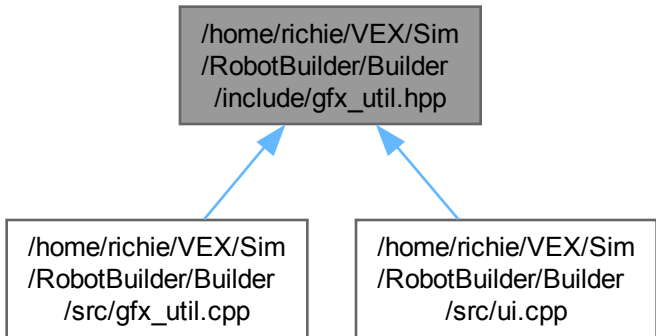 /home/richie/VEX/Sim
/RobotBuilder/Builder
/include/gfx_util.hpp
/home/richie/VEX/Sim
/RobotBuilder/Builder
/src/gfx_util.cpp
/home/richie/VEX/Sim
/RobotBuilder/Builder
/src/ui.cpp